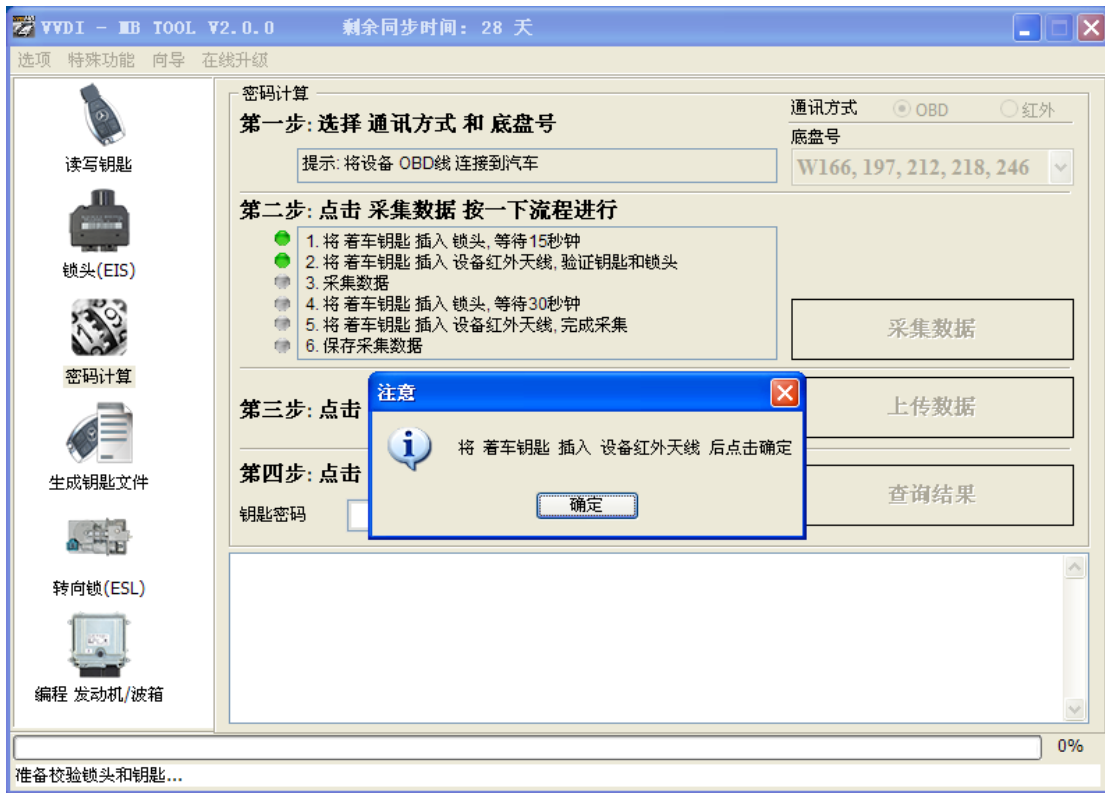 VVDI - MB TOOL V2.0.0 剩余同步时间: 28 天
选项 特殊功能 向导 在线升级
读写钥匙
锁头(EIS)
密码计算
生成钥匙文件
转向锁(ESL)
编程 发动机/波箱
密码计算
第一步: 选择 通讯方式 和 底盘号
提示: 将设备 OBD线 连接到汽车
通讯方式 OBD 红外
底盘号
W166, 197, 212, 218, 246
第二步: 点击 采集数据 按一下流程进行
1. 将 着车钥匙 插入 锁头, 等待15秒钟
2. 将 着车钥匙 插入 设备红外天线, 验证钥匙和锁头
3. 采集数据
4. 将 着车钥匙 插入 锁头, 等待30秒钟
5. 将 着车钥匙 插入 设备红外天线, 完成采集
6. 保存采集数据
采集数据
第三步: 点击
上传数据
第四步: 点击
钥匙密码
查询结果
注意
将 着车钥匙 插入 设备红外天线 后点击确定
确定
0%
准备校验锁头和钥匙...